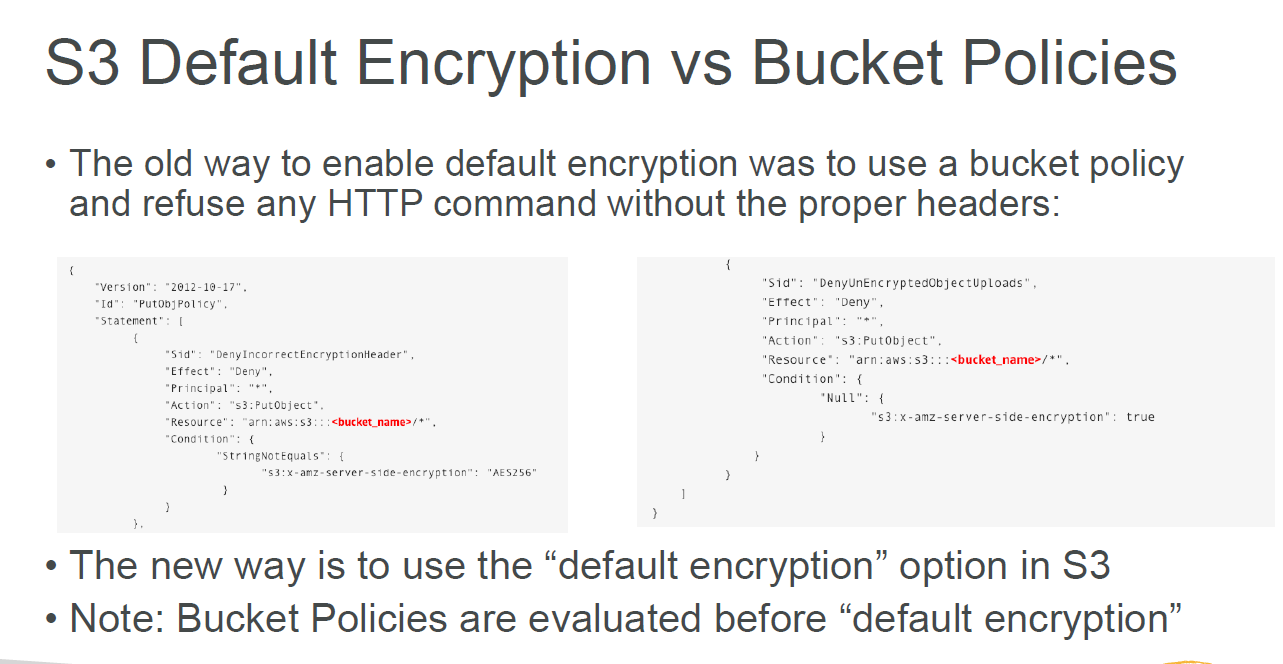 S3 Default Encryption vs Bucket Policies
• The old way to enable default encryption was to use a bucket policy
and refuse any HTTP command without the proper headers:
{
"Version": "2012-10-17",
"Id": "PutObjPolicy",
"Statement": [
{
"Sid": "DenyIncorrectEncryptionHeader",
"Effect": "Deny",
"Principal": "*",
"Action": "s3:PutObject",
"Resource": "arn:aws:s3:::<bucket_name>/*",
"Condition": {
"StringNotEquals": {
"s3:x-amz-server-side-encryption": "AES256"
}
}
},
{
"Sid": "DenyUnEncryptedObjectUploads",
"Effect": "Deny",
"Principal": "*",
"Action": "s3:PutObject",
"Resource": "arn:aws:s3:::<bucket_name>/*",
"Condition": {
"Null": {
"s3:x-amz-server-side-encryption": true
}
}
}
]
}
• The new way is to use the “default encryption” option in S3
• Note: Bucket Policies are evaluated before “default encryption”